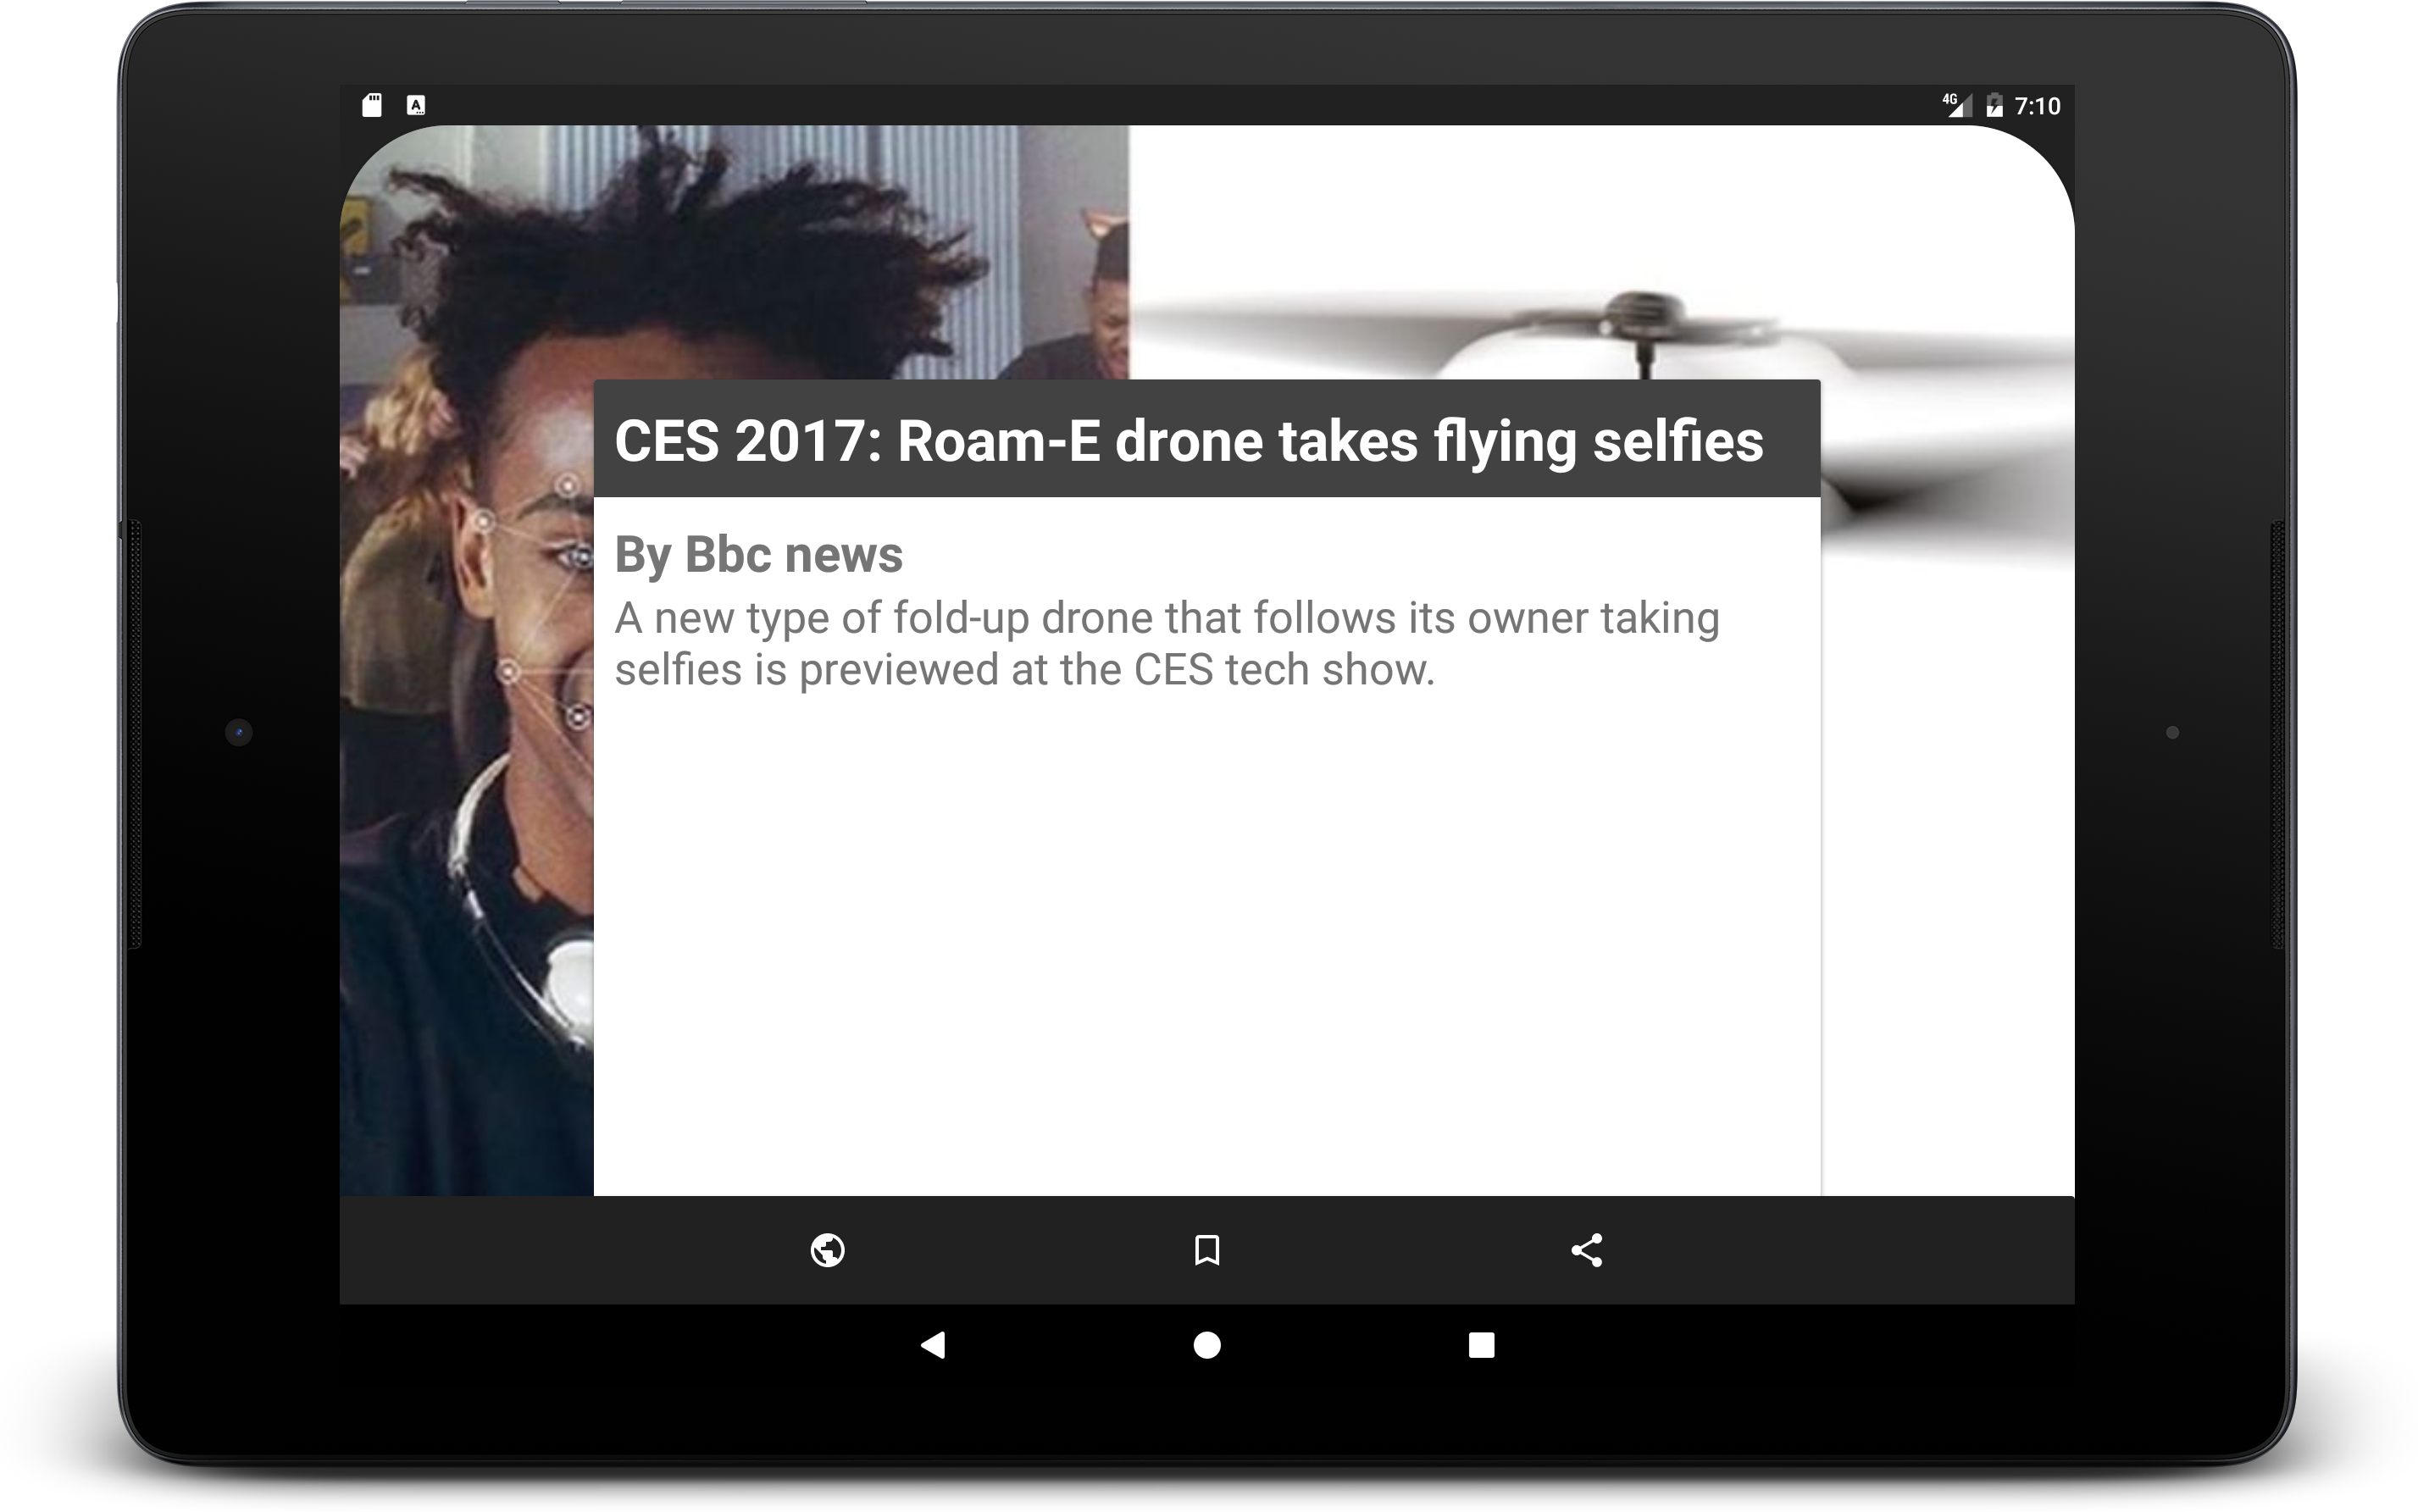 4G 7:10
CES 2017: Roam-E drone takes flying selfies
By Bbc news
A new type of fold-up drone that follows its owner taking
selfies is previewed at the CES tech show.